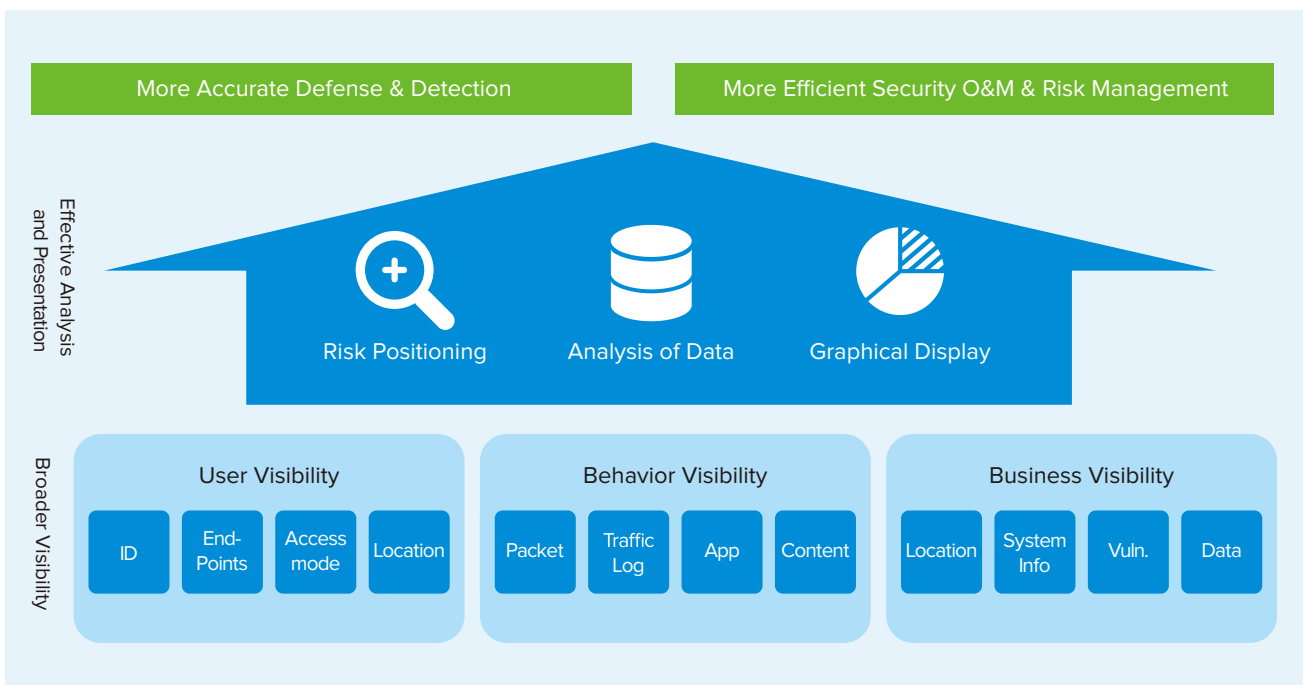 More Accurate Defense & Detection
More Efficient Security O&M & Risk Management
Effective Analysis
and Presentation
Risk Positioning
Analysis of Data
Graphical Display
Broader Visibility
User Visibility
ID
End-
Points
Access
mode
Location
Behavior Visibility
Packet
Traffic
Log
App
Content
Business Visibility
Location
System
Info
Vuln.
Data